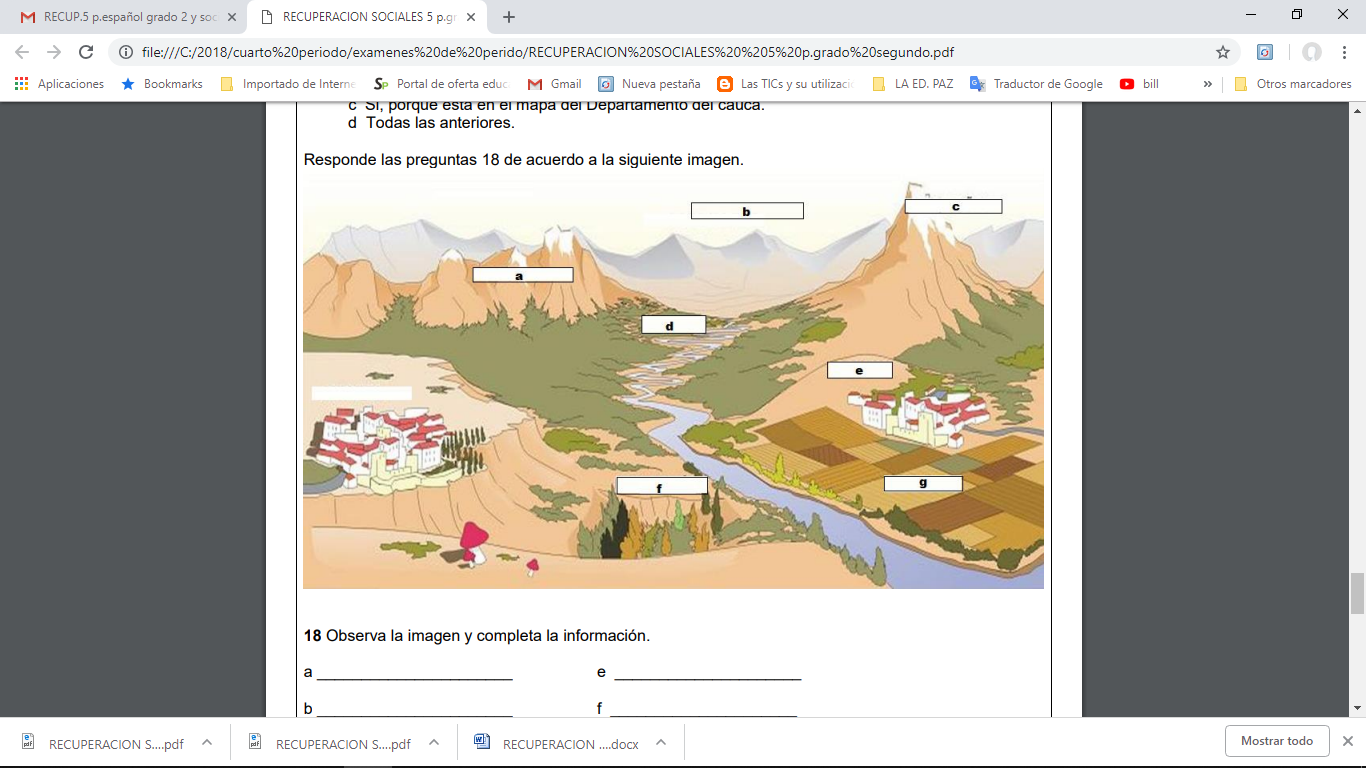 RECUP.5 p.español grado 2 y soc
RECUPERACION SOCIALES 5 p.gr
file:///C:/2018/cuarto%20periodo/examenes%20de%20perido/RECUPERACION%20SOCIALES%20%205%20p.grado%20segundo.pdf
Aplicaciones
Bookmarks
Importado de Interne
Portal de oferta educ
Gmail
Nueva pestaña
Las TICs y su utilizació
LA ED. PAZ
Traductor de Google
bill
»
Otros marcadores
c Sí, porque está en el mapa del Departamento del cauca.
d Todas las anteriores.
Responde las preguntas 18 de acuerdo a la siguiente imagen.
b
c
a
d
e
f
g
18 Observa la imagen y completa la información.
a ______________________ e _____________________
b ______________________ f _____________________
RECUPERACION S....pdf
RECUPERACION S....pdf
RECUPERACION ....docx
Mostrar todo